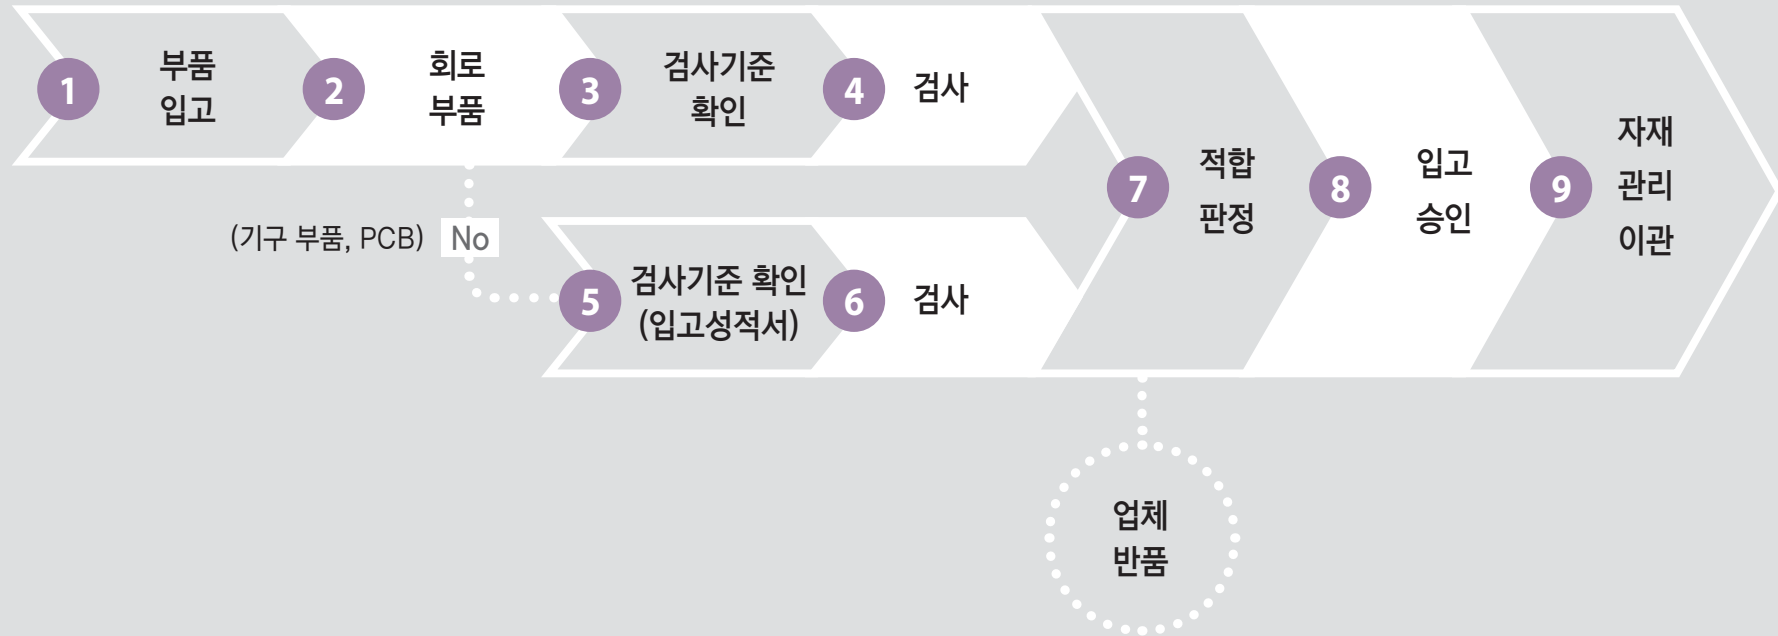 1
부품
입고
2
회로
부품
3
검사기준
확인
4
검사
(기구 부품, PCB)
No
5
검사기준 확인
(입고성적서)
6
검사
7
적합
판정
8
입고
승인
9
자재
관리
이관
업체
반품